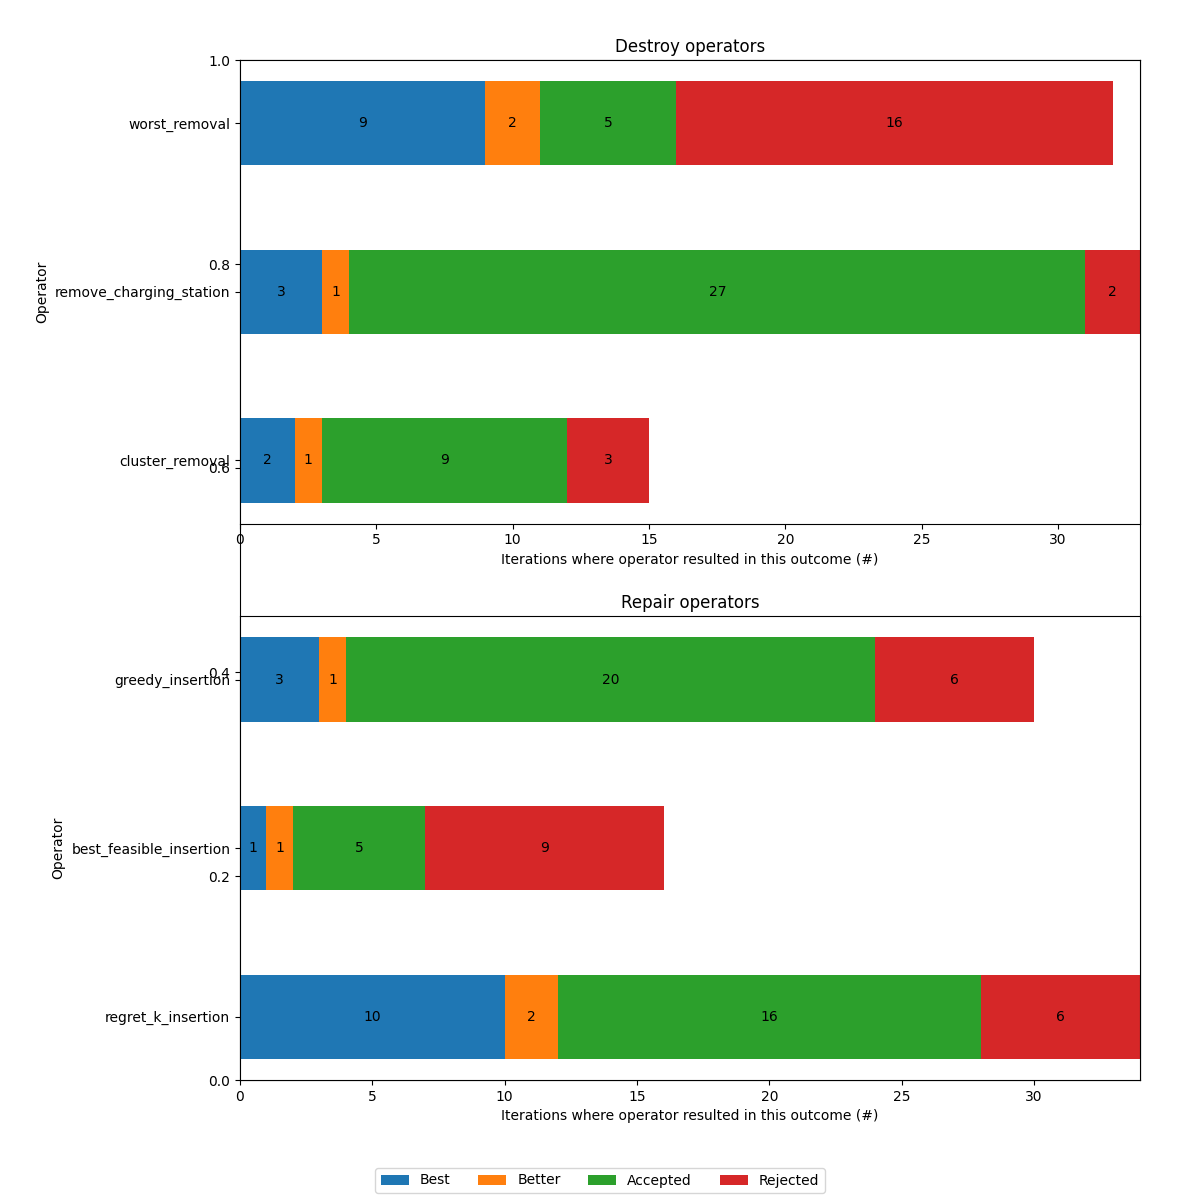 Destroy operators
1.0
worst_removal 9 2 5 16
0.8
remove_charging_station 3 1 27 2
cluster_removal 2 1 9 3
0.6
Operator
0 5 10 15 20 25 30
Iterations where operator resulted in this outcome (#)
Repair operators
0.4
greedy_insertion 3 1 20 6
best_feasible_insertion 1 1 5 9
0.2
regret_k_insertion 10 2 16 6
0.0
Operator
0 5 10 15 20 25 30
Iterations where operator resulted in this outcome (#)
Best Better Accepted Rejected